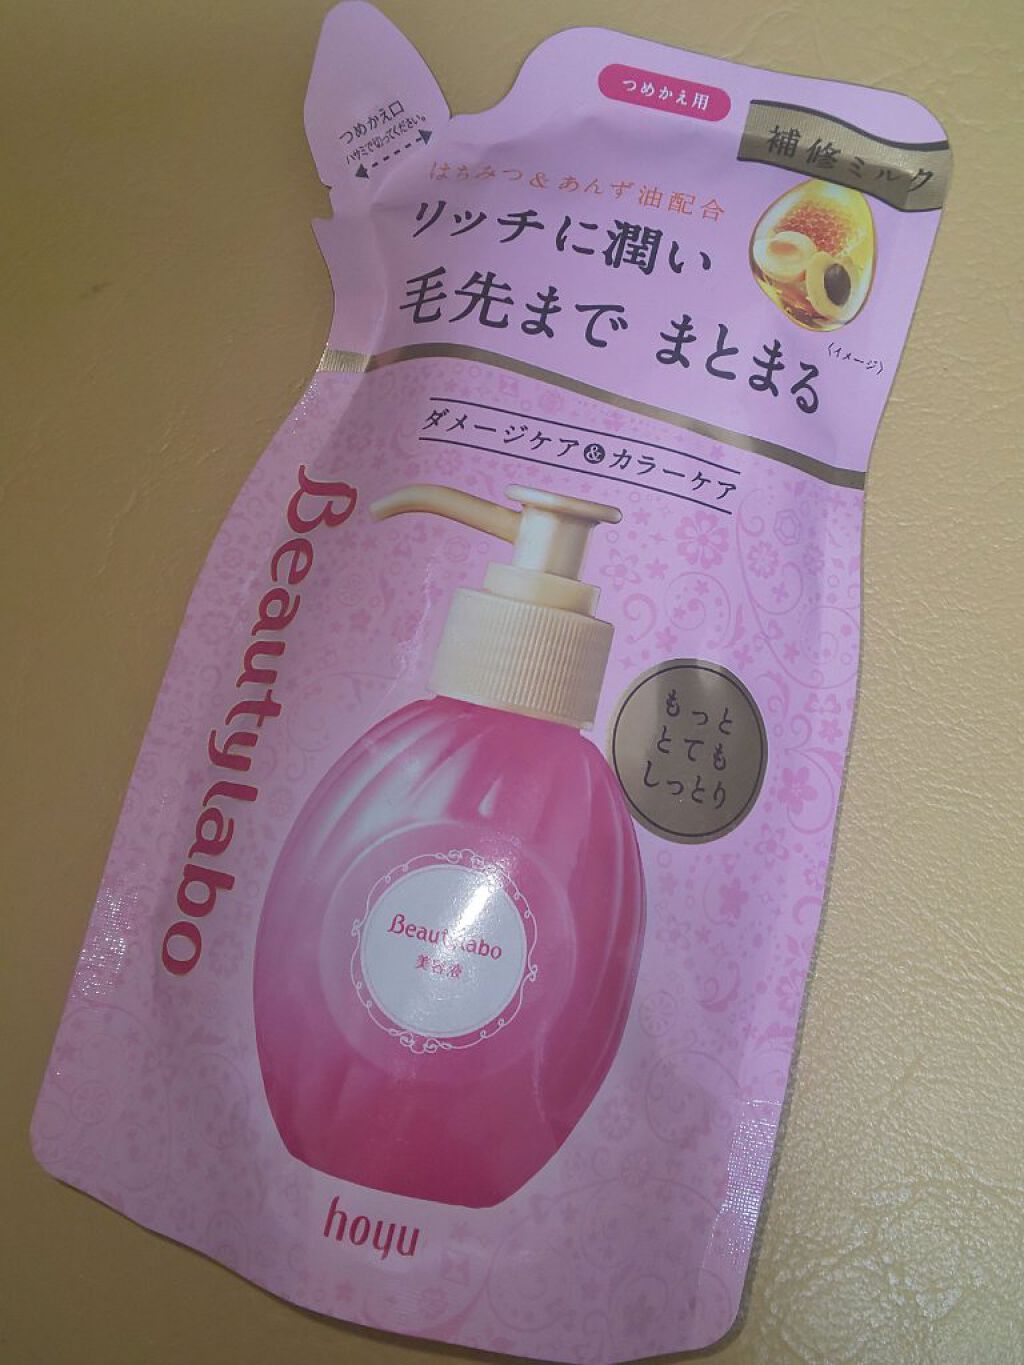 つめかえ口
ハサミで切ってください。
つめかえ用
補修ミルク
はちみつ&あんず油配合
リッチに潤い
毛先まで まとまる
〈イメージ〉
ダメージケア&カラーケア
Beautylabo
もっと
とても
しっとり
Beautylabo
美容液
hoyu